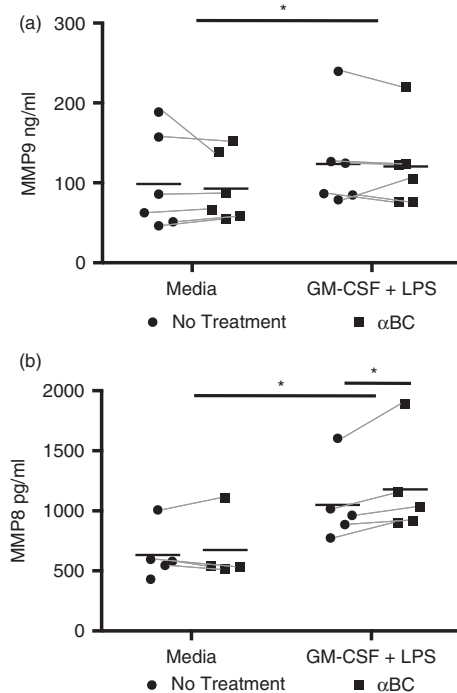 (a)
*
300
200
100
0
MMP9 ng/ml
Media GM-CSF + LPS
No Treatment αBC
(b)
* *
2000
1500
1000
500
0
MMP8 pg/ml
Media GM-CSF + LPS
No Treatment αBC